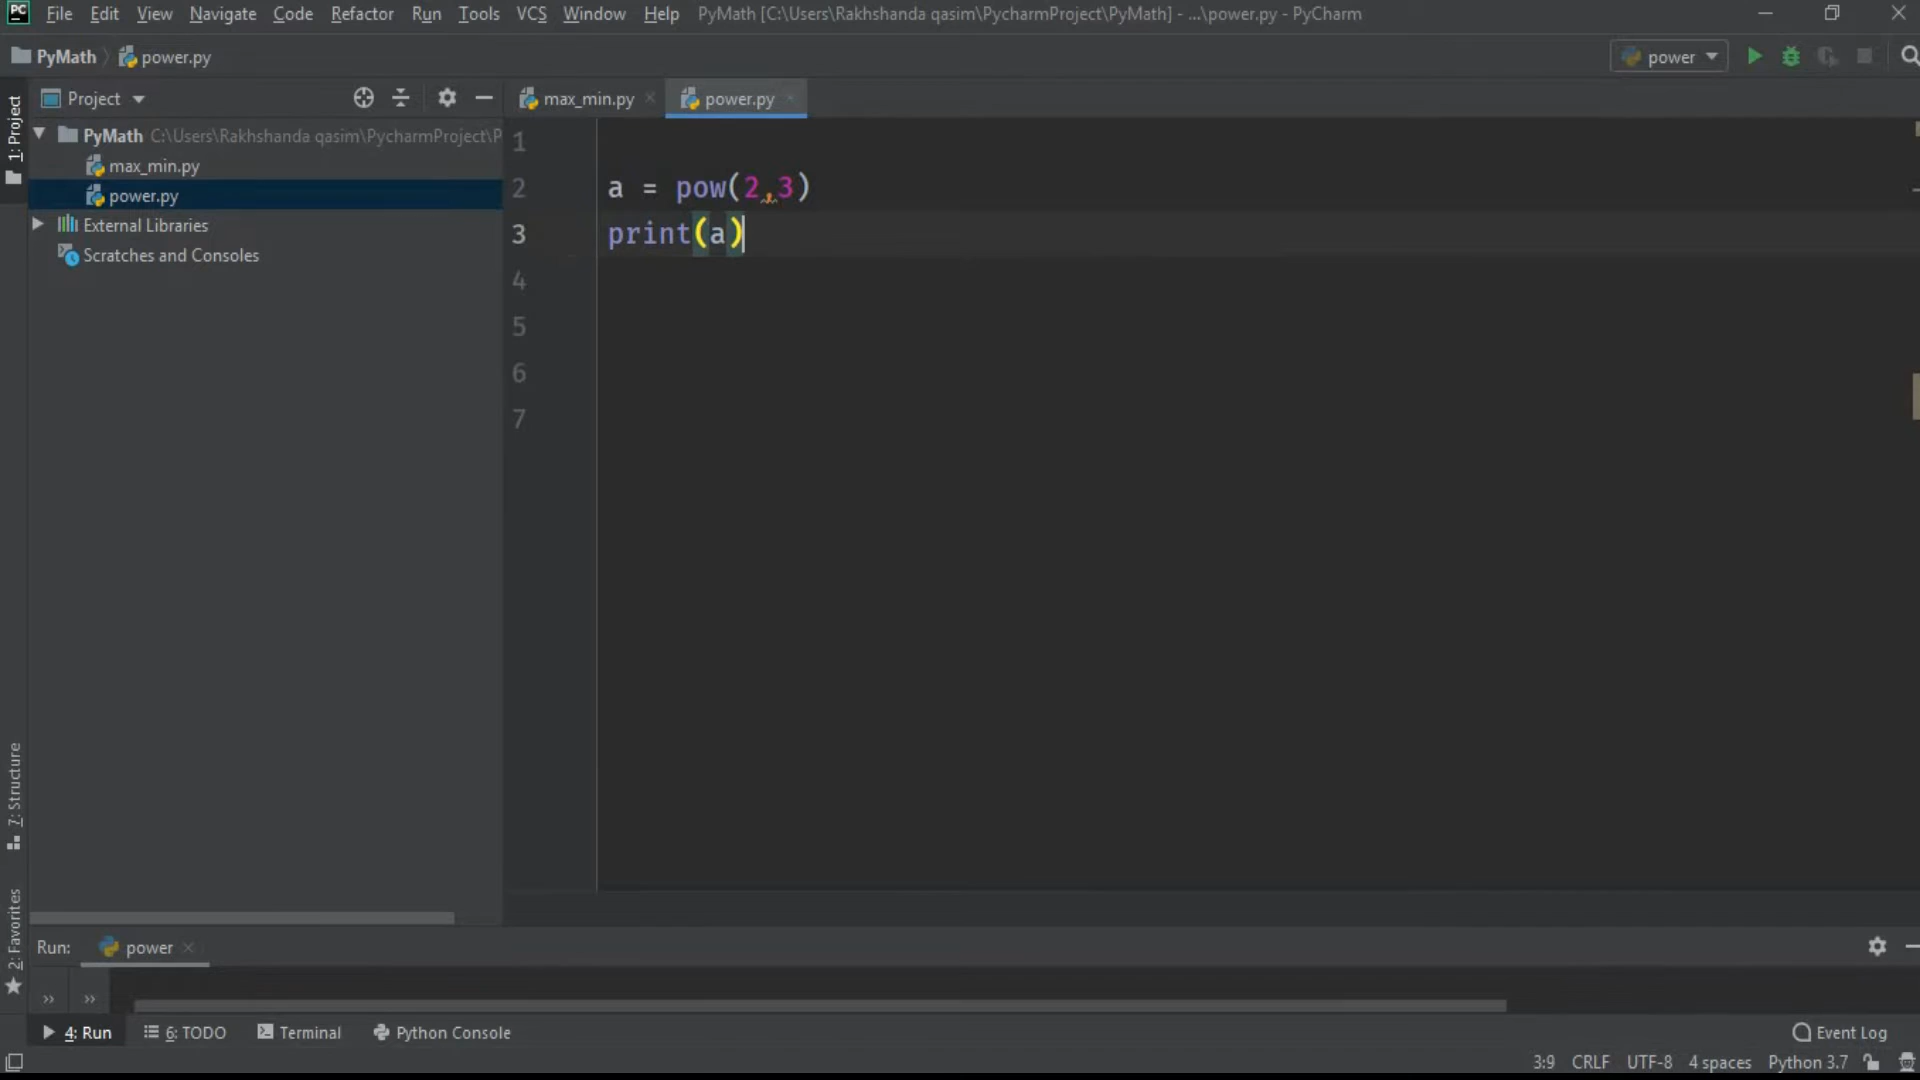 PC File Edit View Navigate Code Refactor Run Tools VCS Window Help PyMath [C:\Users\Rakhshanda qasim\PycharmProject\PyMath] - ...\power.py - PyCharm
PyMath power.py power
1: Project
Project
max_min.py power.py
PyMath C:\Users\Rakhshanda qasim\PycharmProject\P
max_min.py
power.py
External Libraries
Scratches and Consoles
1
2 a = pow(2,3)
3 print(a)
4
5
6
7
7: Structure
2: Favorites
Run: power
4: Run 6: TODO Terminal Python Console Event Log
3:9 CRLF UTF-8 4 spaces Python 3.7